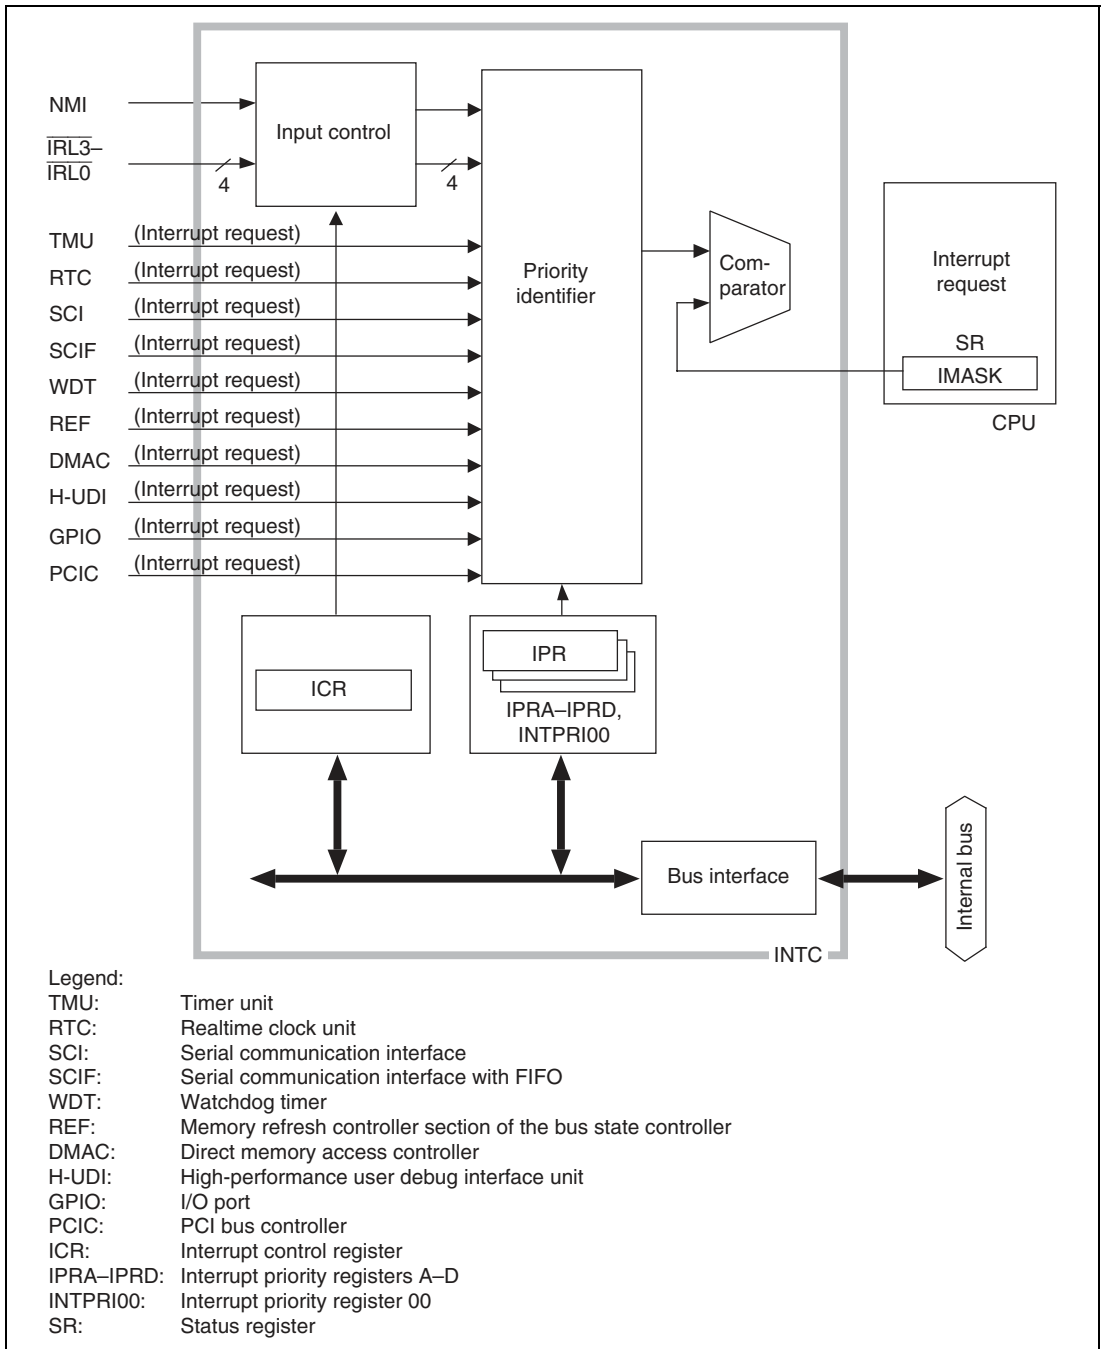 NMI
IRL3–
IRL0
4
Input control
4
TMU (Interrupt request)
RTC (Interrupt request)
SCI (Interrupt request)
SCIF (Interrupt request)
WDT (Interrupt request)
REF (Interrupt request)
DMAC (Interrupt request)
H-UDI (Interrupt request)
GPIO (Interrupt request)
PCIC (Interrupt request)
Priority
identifier
Com-
parator
Interrupt
request
SR
IMASK
CPU
ICR
IPR
IPRA–IPRD,
INTPRI00
Bus interface
Internal bus
INTC
Legend:
TMU: Timer unit
RTC: Realtime clock unit
SCI: Serial communication interface
SCIF: Serial communication interface with FIFO
WDT: Watchdog timer
REF: Memory refresh controller section of the bus state controller
DMAC: Direct memory access controller
H-UDI: High-performance user debug interface unit
GPIO: I/O port
PCIC: PCI bus controller
ICR: Interrupt control register
IPRA–IPRD: Interrupt priority registers A–D
INTPRI00: Interrupt priority register 00
SR: Status register